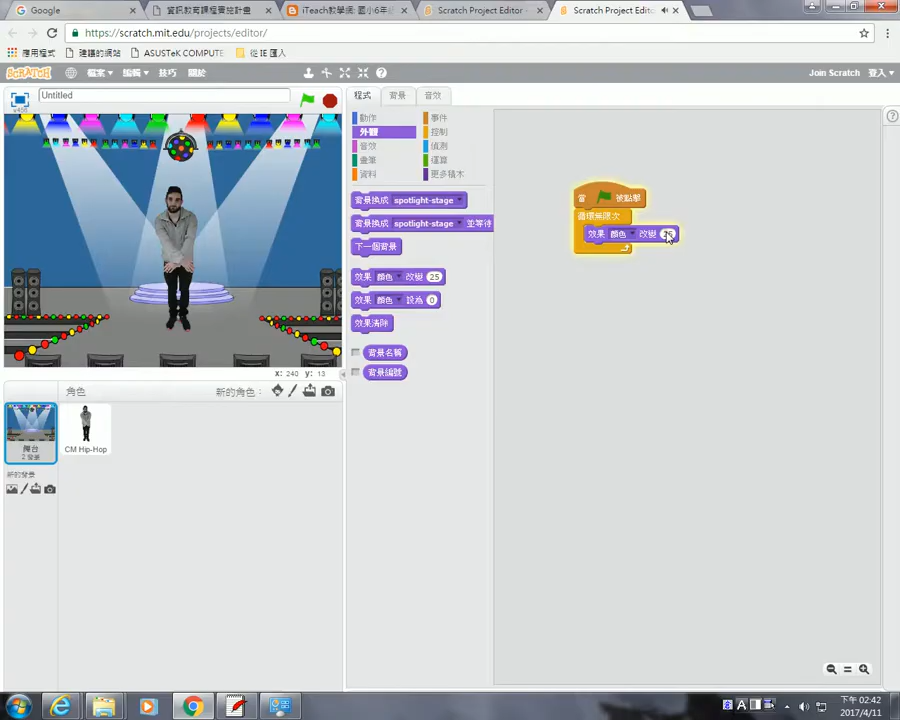 Google
資訊教育課程實施計畫
iTeach教學網: 國小6年
Scratch Project Editor
Scratch Project Edit
https://scratch.mit.edu/projects/editor/
應用程式
建議的網站
ASUSTeK COMPUTE
從 IE 匯入
SCRATCH
檔案
編輯
技巧
關於
Join Scratch
登入
v456
Untitled
程式
背景
音效
動作
事件
外觀
控制
音效
偵測
畫筆
運算
資料
更多積木
背景換成 spotlight-stage
背景換成 spotlight-stage 並等待
下一個背景
效果 顏色 改變 25
效果 顏色 設為 0
效果清除
背景名稱
背景編號
當 被點擊
循環無限次
效果 顏色 改變 25
x: 240 y: 13
角色
新的角色:
舞台
2 背景
CM Hip-Hop
新的背景
下午 02:42
2017/4/11